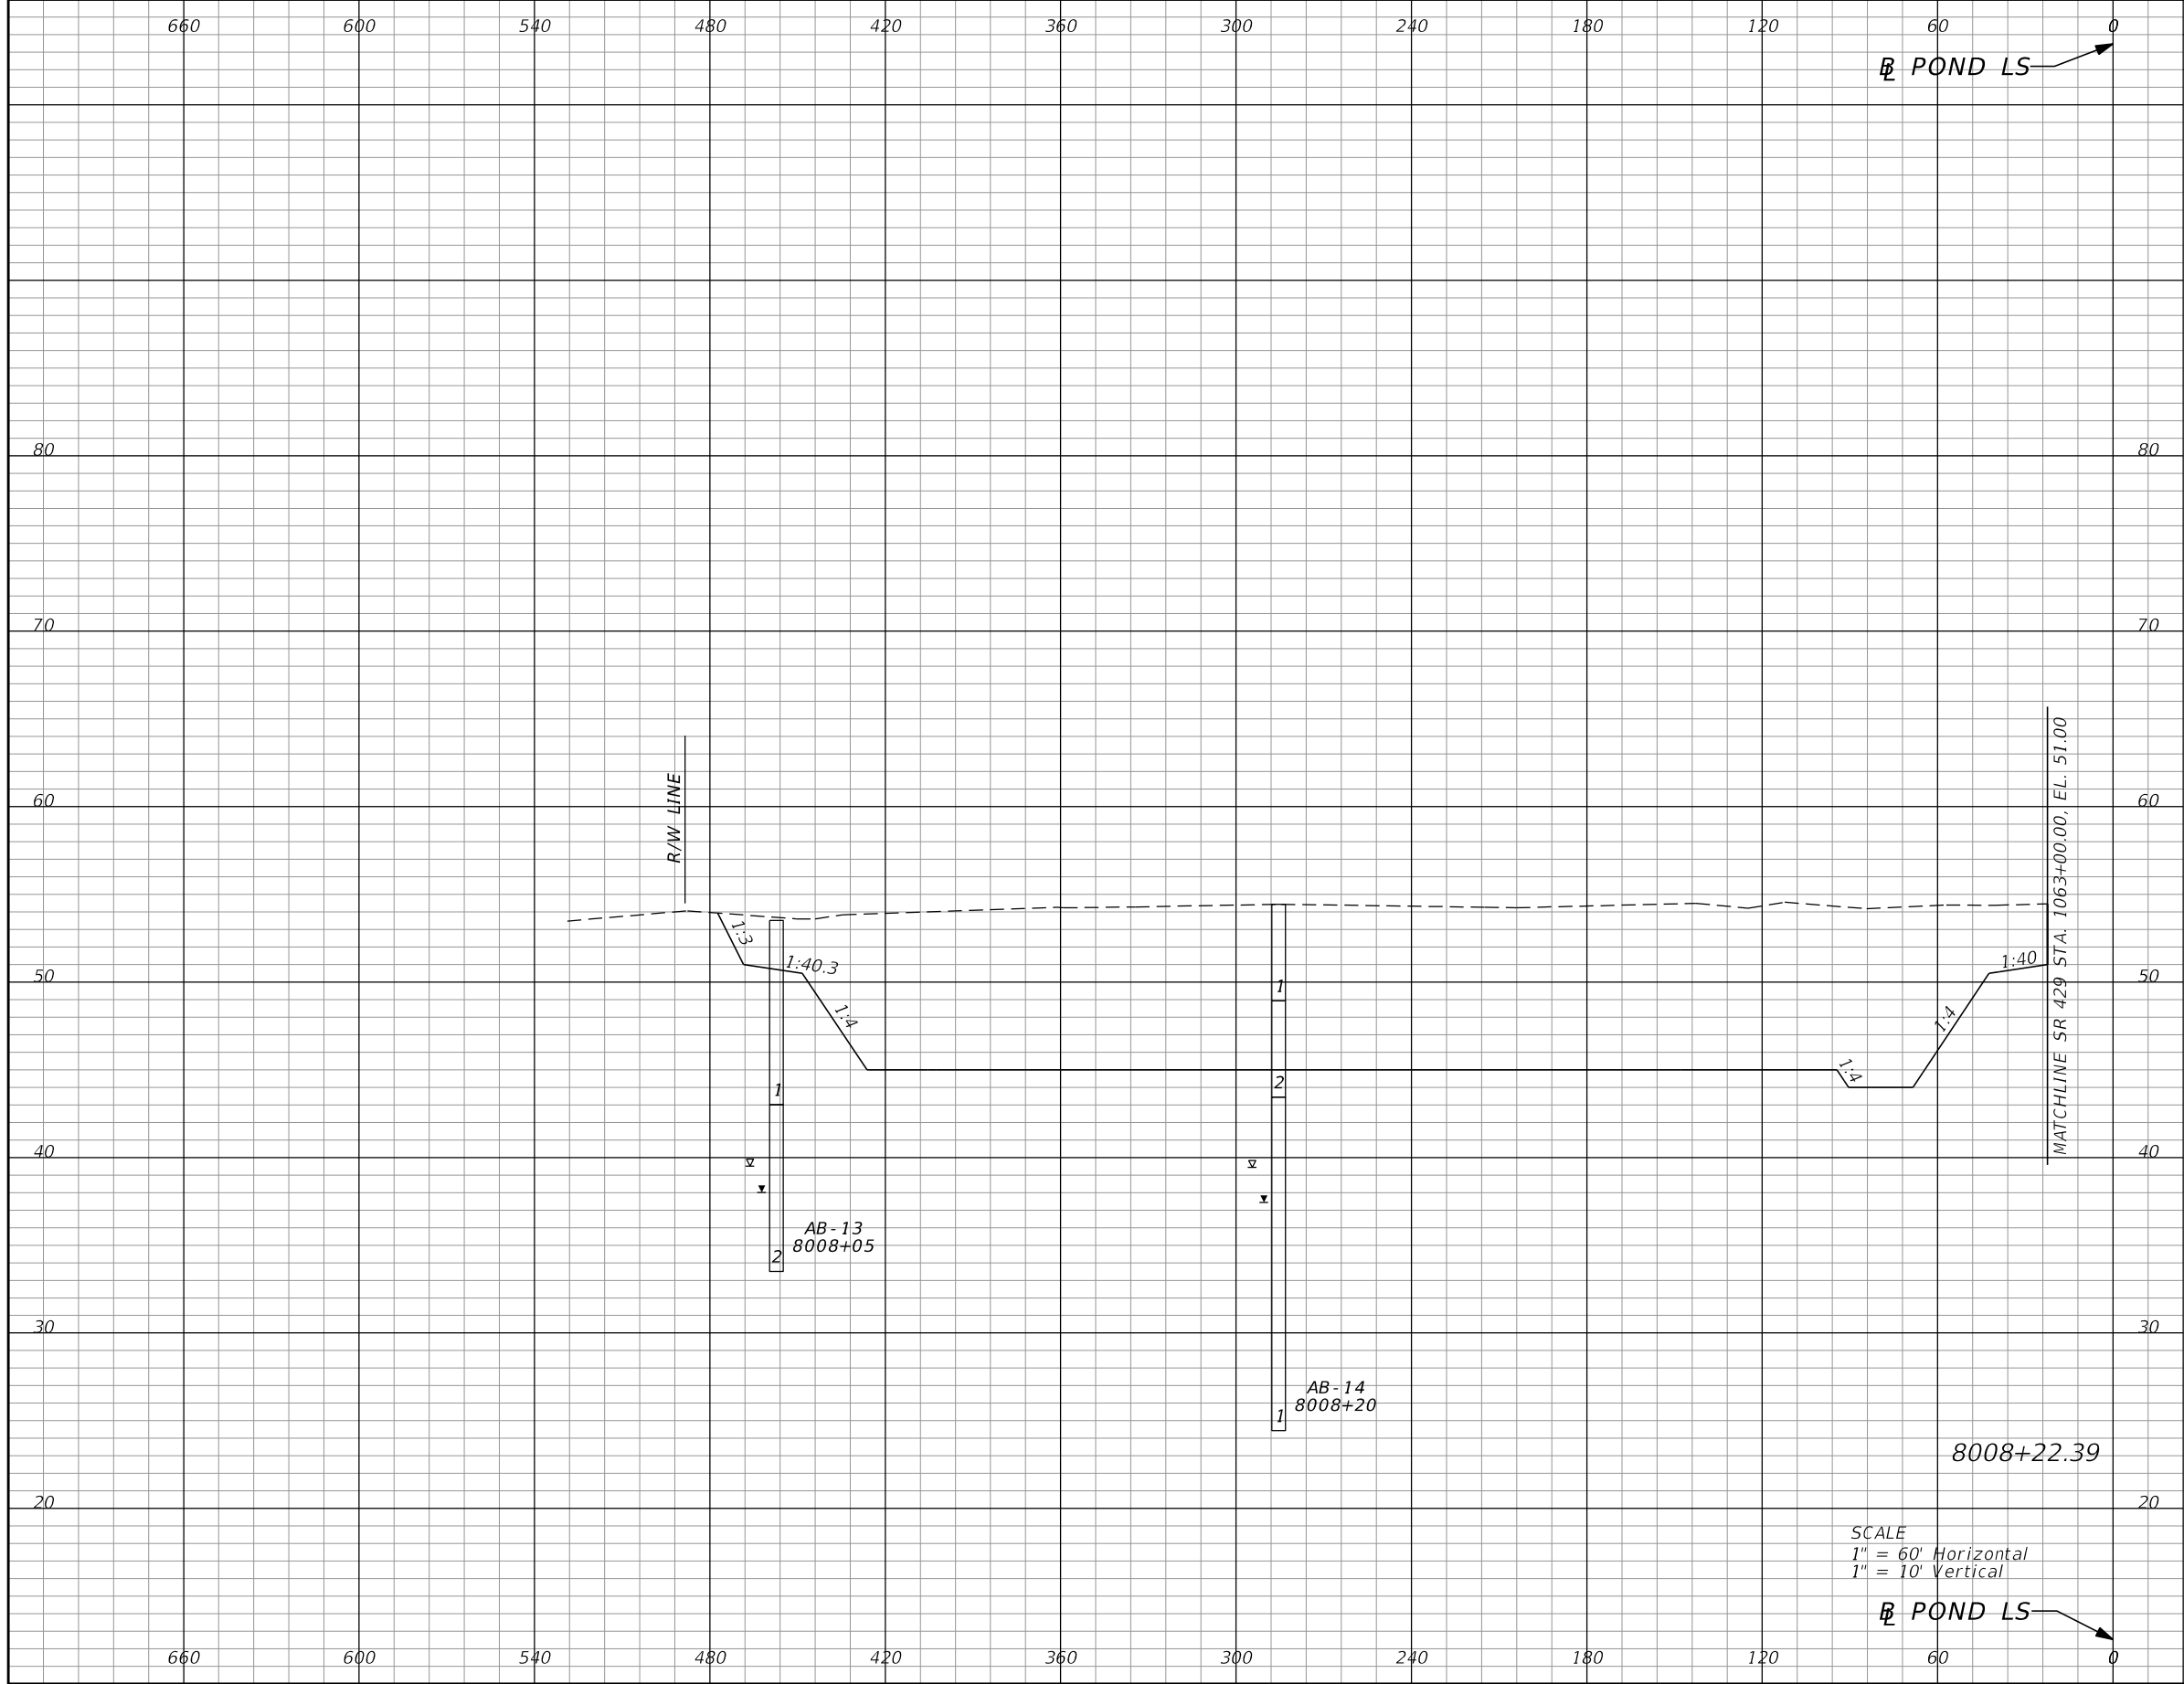 660 600 540 480 420 360 300 240 180 120 60 0
BL POND LS
80 80
70 70
60 60
R/W LINE
MATCHLINE SR 429 STA. 1063+00.00, EL. 51.00
1:3
1:40.3
1:4
1:40
1:4
1:4
50 50
1
2
1
40 40
AB-13
8008+05
2
30 30
AB-14
8008+20
1
8008+22.39
20 20
SCALE
1" = 60' Horizontal
1" = 10' Vertical
BL POND LS
660 600 540 480 420 360 300 240 180 120 60 0